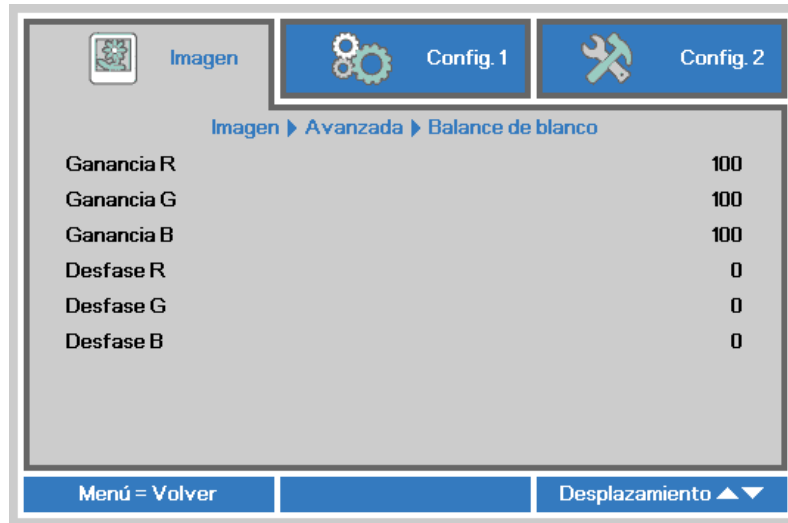 Imagen Config. 1 Config. 2
Imagen Avanzada Balance de blanco
Ganancia R 100
Ganancia G 100
Ganancia B 100
Desfase R 0
Desfase G 0
Desfase B 0
Menú = Volver Desplazamiento ▲▼